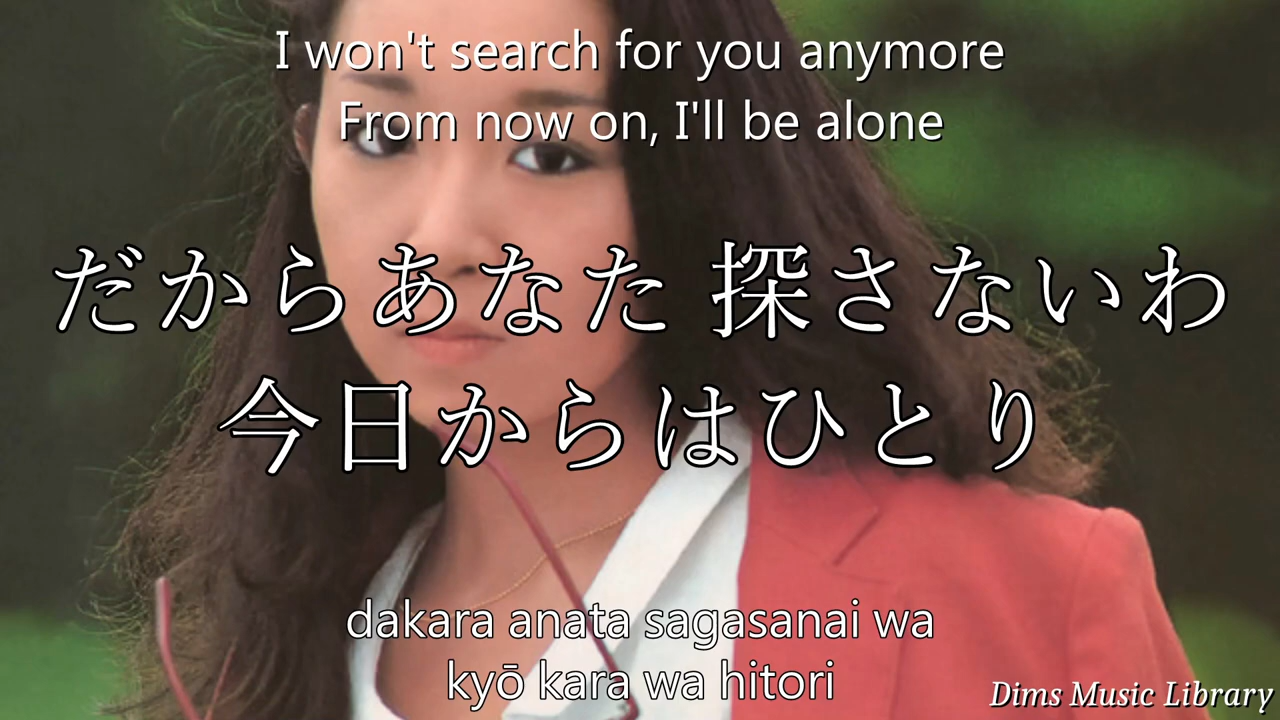 I won't search for you anymore
From now on, I'll be alone
だからあなた 探さないわ
今日からはひとり
dakara anata sagasanai wa
kyō kara wa hitori
Dims Music Library